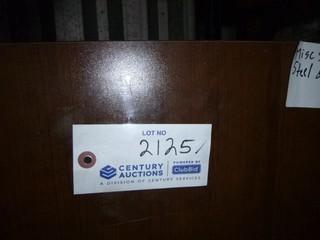 Misc
Steel
LOT NO
2125
CENTURY
AUCTIONS
POWERED BY
ClubBid
A DIVISION OF CENTURY SERVICES